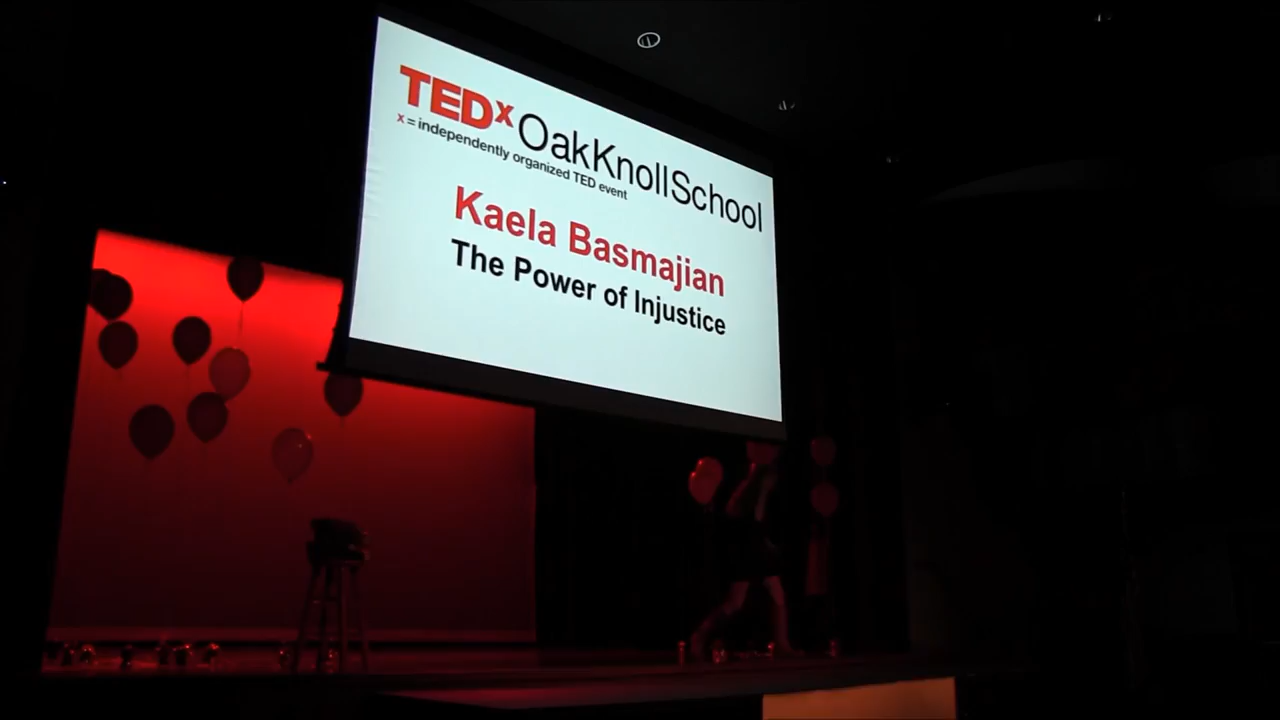 TEDx OakKnollSchool
x = independently organized TED event
Kaela Basmajian
The Power of Injustice